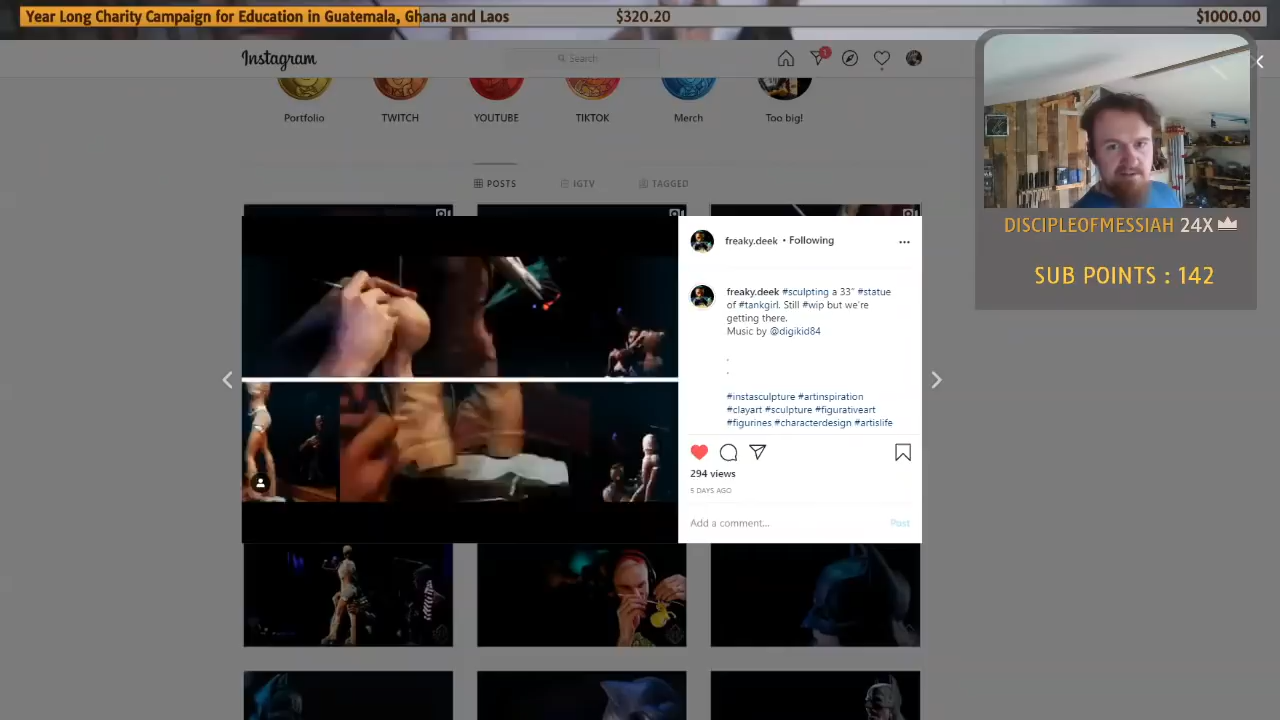 Year Long Charity Campaign for Education in Guatemala, Ghana and Laos $320.20 $1000.00
Instagram
Search
1
Portfolio TWITCH YOUTUBE TIKTOK Merch Too big!
POSTS IGTV TAGGED
freaky.deek • Following
freaky.deek #sculpting a 33" #statue
of #tankgirl. Still #wip but we're
getting there.
Music by @digikid84
.
.
#instasculpture #artinspiration
#clayart #sculpture #figurativeart
#figurines #characterdesign #artislife
294 views
5 DAYS AGO
Add a comment... Post
DISCIPLEOFMESSIAH 24X
SUB POINTS : 142